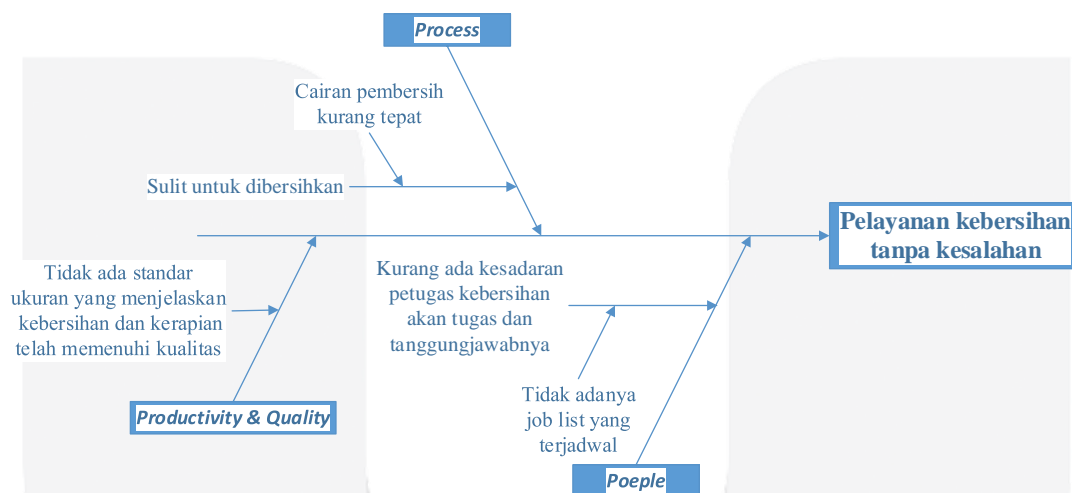 Process
Cairan pembersih
kurang tepat
Sulit untuk dibersihkan
Pelayanan kebersihan
tanpa kesalahan
Tidak ada standar
ukuran yang menjelaskan
kebersihan dan kerapian
telah memenuhi kualitas
Kurang ada kesadaran
petugas kebersihan
akan tugas dan
tanggungjawabnya
Tidak adanya
job list yang
terjadwal
Productivity & Quality
Poeple